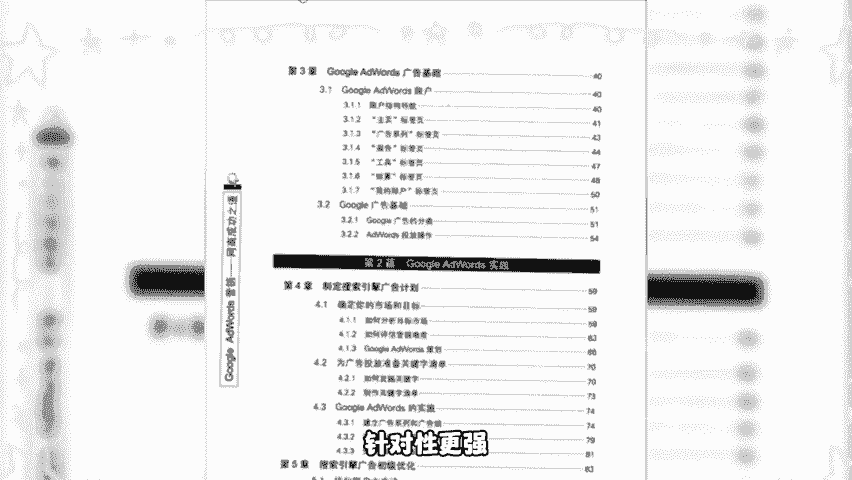 第3章 Google AdWords 广告基础 40
3.1 Google AdWords 账户 40
3.1.1 账户结构 40
3.1.2 “主页”标签页 41
3.1.3 “广告系列”标签页 43
3.1.4 “报告”标签页 44
3.1.5 “工具”标签页 47
3.1.6 “结算”标签页 48
3.1.7 “我的账户”标签页 50
3.2 Google 广告基础 51
3.2.1 Google 广告的分类 51
3.2.2 AdWords 投放操作 54
Google AdWords 营销——网商成功之道
第2篇 Google AdWords 实战
第4章 制定搜索引擎广告计划 59
4.1 确定你的市场和目标 59
4.1.1 如何分析目标市场 59
4.1.2 如何评估营销难度 62
4.1.3 Google AdWords 策划 66
4.2 为广告投放准备关键字清单 70
4.2.1 如何发掘关键字 70
4.2.2 制作关键字清单 73
4.3 Google AdWords 的实施 74
4.3.1 建立广告系列和广告组 74
4.3.2 79
4.3.3 81
针对性更强
第5章 搜索引擎广告初级优化 83
5.1